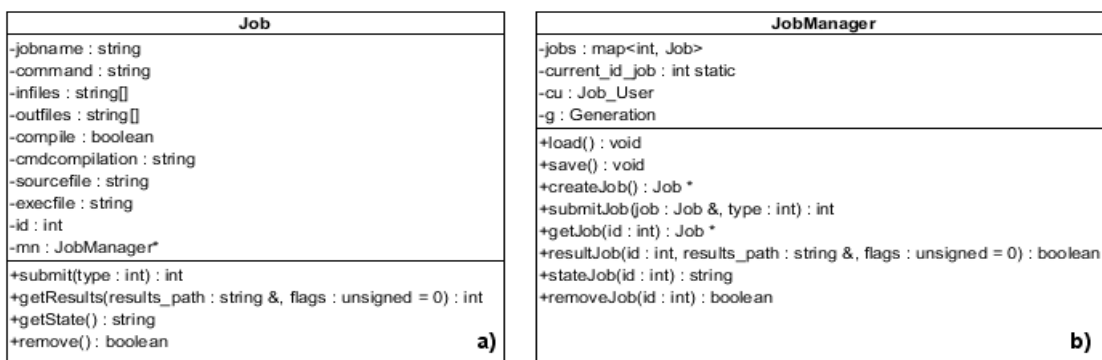 Job
-jobname : string
-command : string
-infiles : string[]
-outfiles : string[]
-compile : boolean
-cmdcompilation : string
-sourcefile : string
-execfile : string
-id : int
-mn : JobManager*
+submit(type : int) : int
+getResults(results_path : string &, flags : unsigned = 0) : int
+getState() : string
+remove() : boolean
a)
JobManager
-jobs : map<int, Job>
-current_id_job : int static
-cu : Job_User
-g : Generation
+load() : void
+save() : void
+createJob() : Job *
+submitJob(job : Job &, type : int) : int
+getJob(id : int) : Job *
+resultJob(id : int, results_path : string &, flags : unsigned = 0) : boolean
+stateJob(id : int) : string
+removeJob(id : int) : boolean
b)